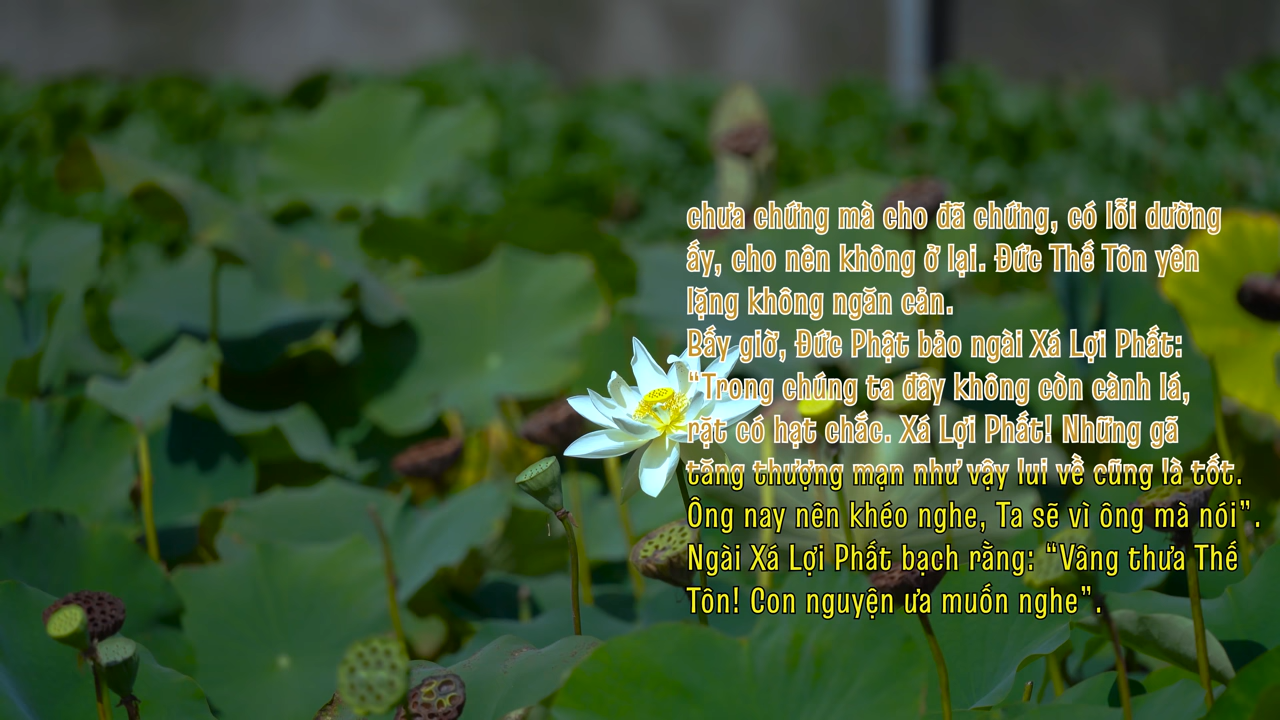 chưa chứng mà cho đã chứng, có lỗi dường
ấy, cho nên không ở lại. Đức Thế Tôn yên
lặng không ngăn cản.
Bấy giờ, Đức Phật bảo ngài Xá Lợi Phất:
“Trong chúng ta đây không còn cành lá,
rặt có hạt chắc. Xá Lợi Phất! Những gã
tăng thượng mạn như vậy lui về cũng là tốt.
Ông nay nên khéo nghe, Ta sẽ vì ông mà nói”.
Ngài Xá Lợi Phất bạch rằng: “Vâng thưa Thế
Tôn! Con nguyện ưa muốn nghe”.